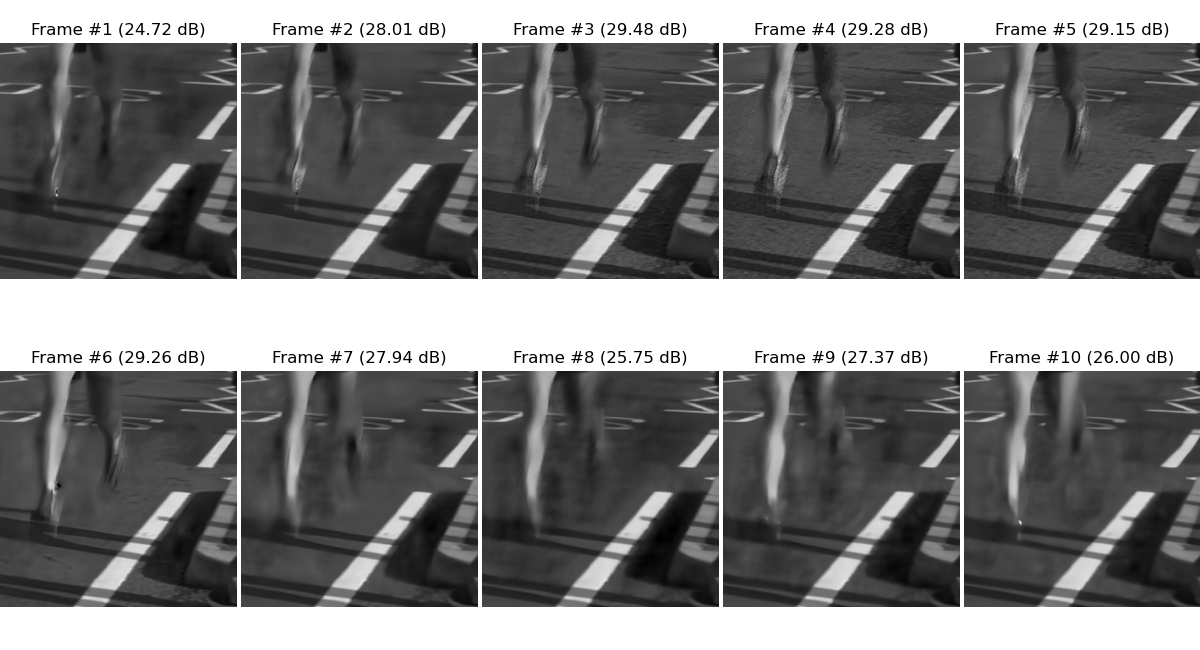 Frame #1 (24.72 dB)
Frame #2 (28.01 dB)
Frame #3 (29.48 dB)
Frame #4 (29.28 dB)
Frame #5 (29.15 dB)
Frame #6 (29.26 dB)
Frame #7 (27.94 dB)
Frame #8 (25.75 dB)
Frame #9 (27.37 dB)
Frame #10 (26.00 dB)